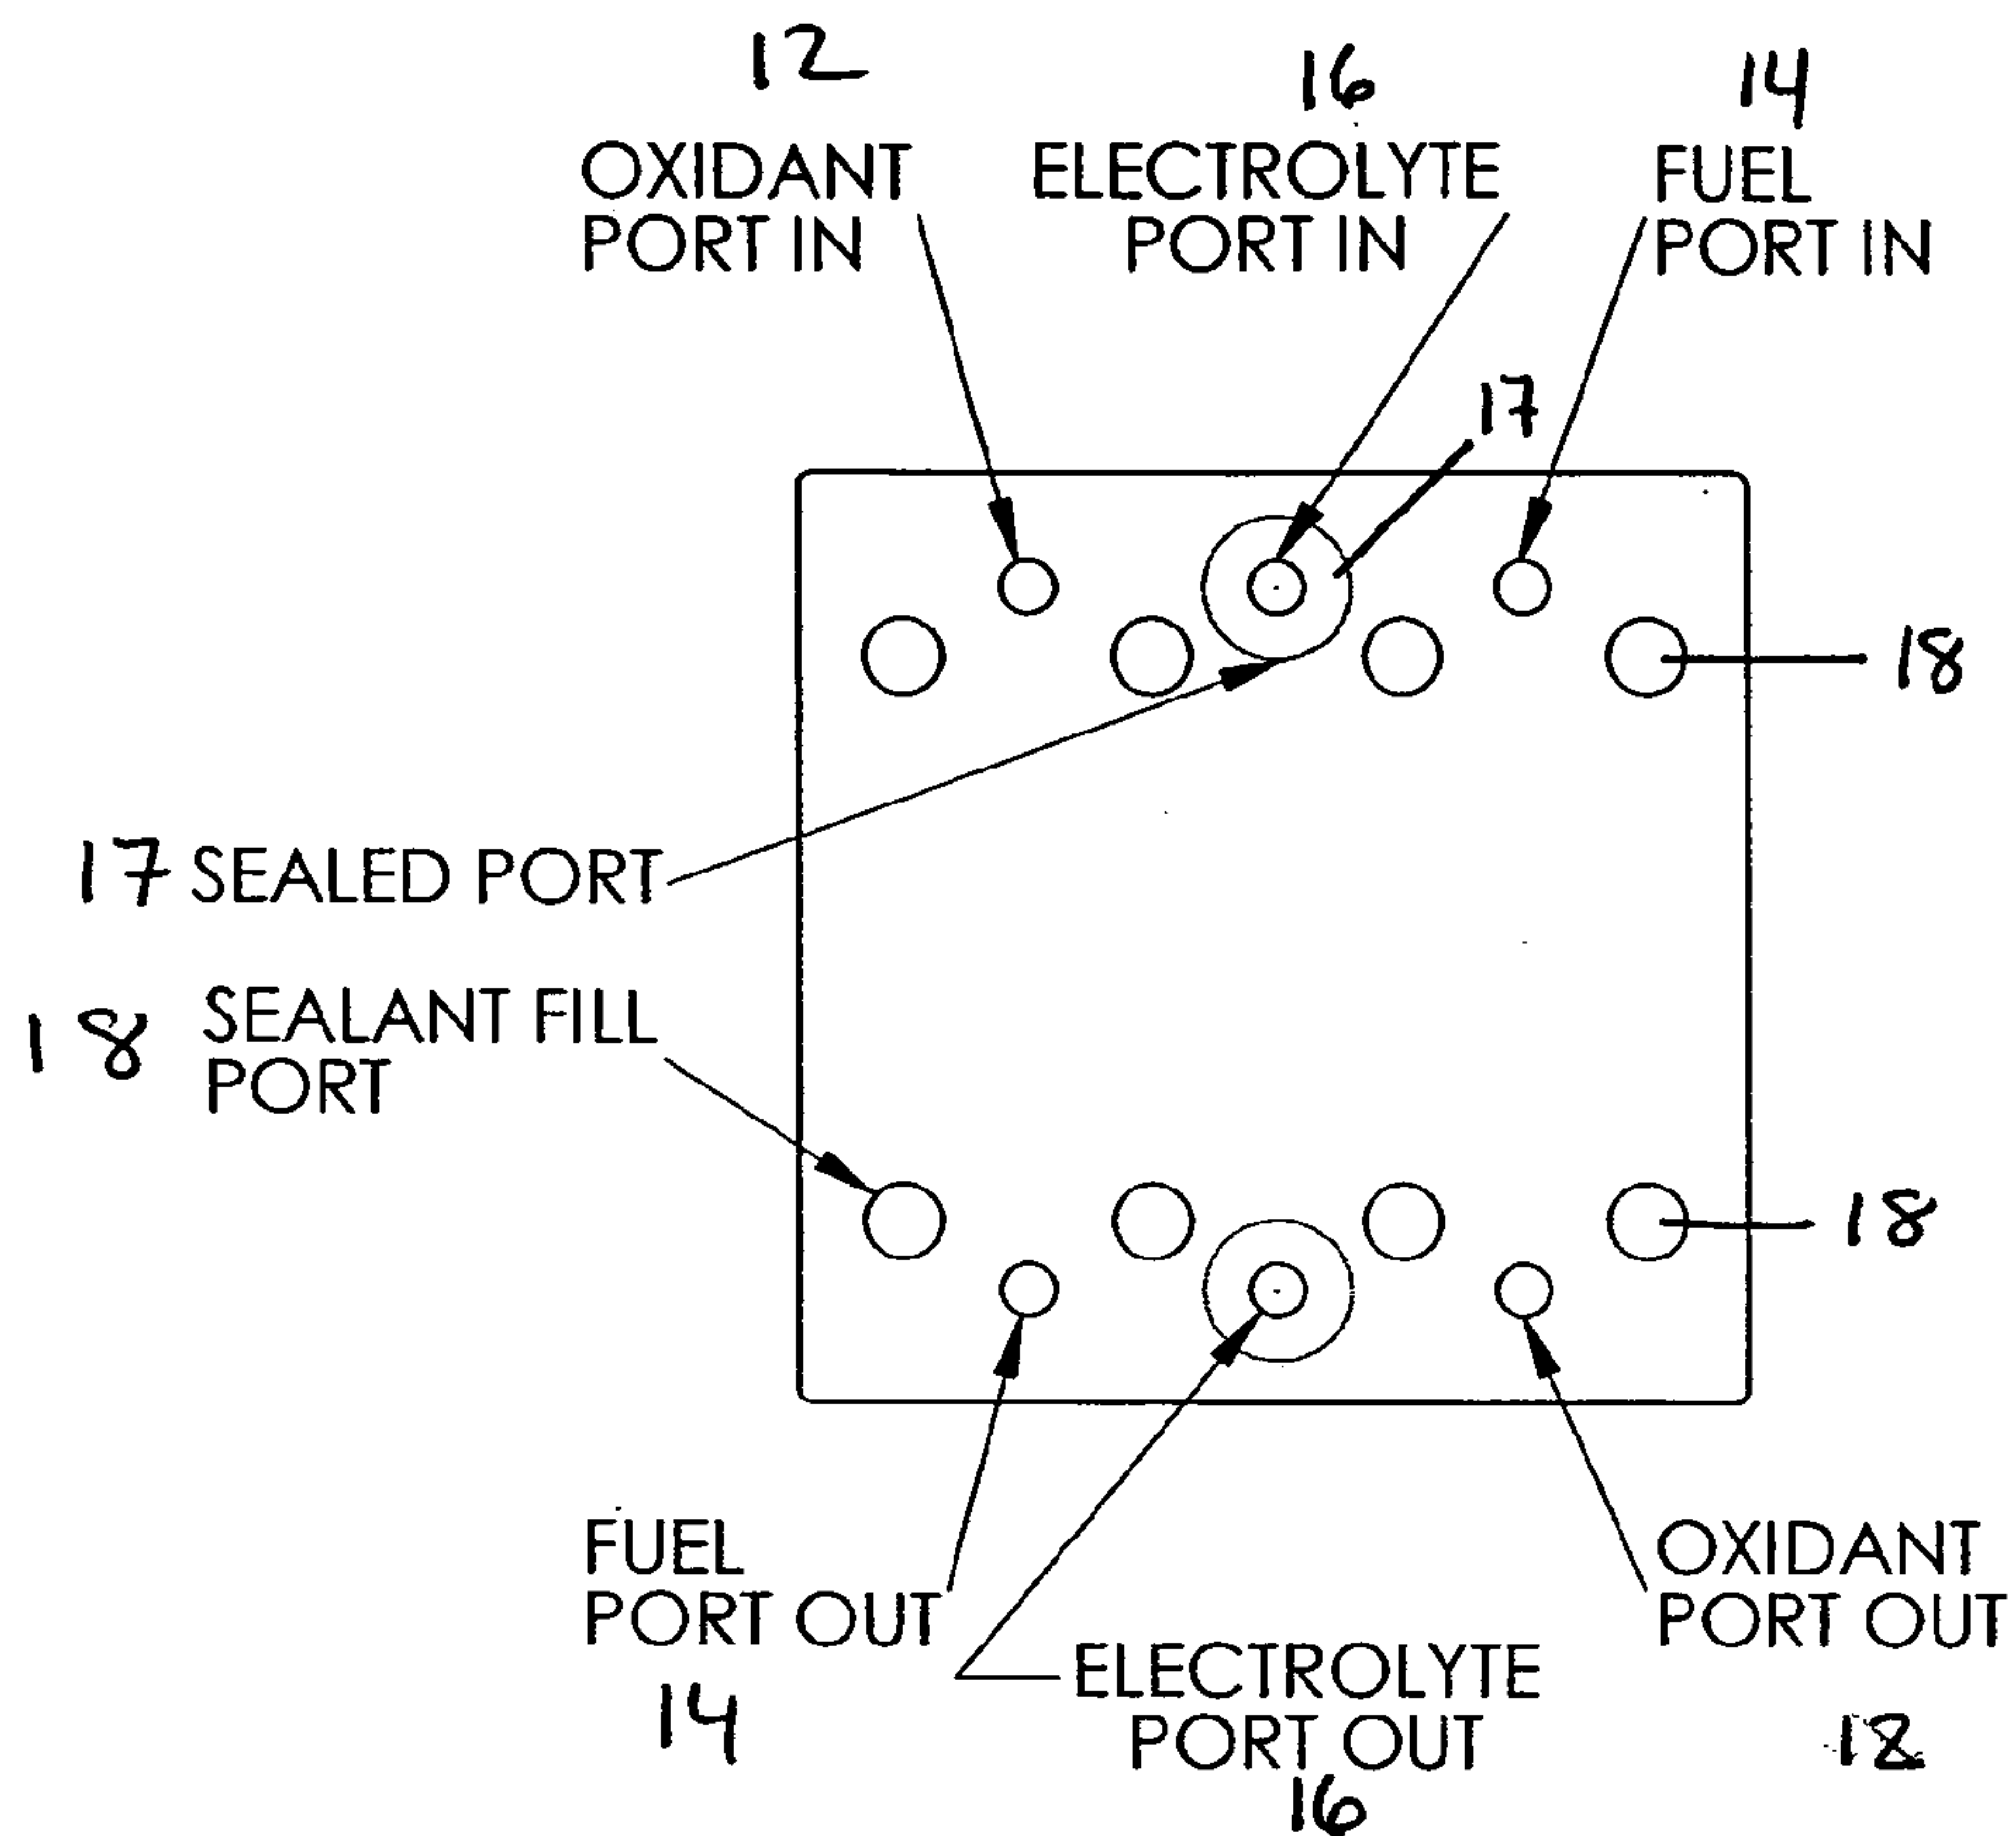 12
OXIDANT
PORT IN
16
ELECTROLYTE
PORT IN
14
FUEL
PORT IN
17
18
17 SEALED PORT
18 SEALANT FILL
PORT
18
FUEL
PORT OUT
14
ELECTROLYTE
PORT OUT
16
OXIDANT
PORT OUT
12